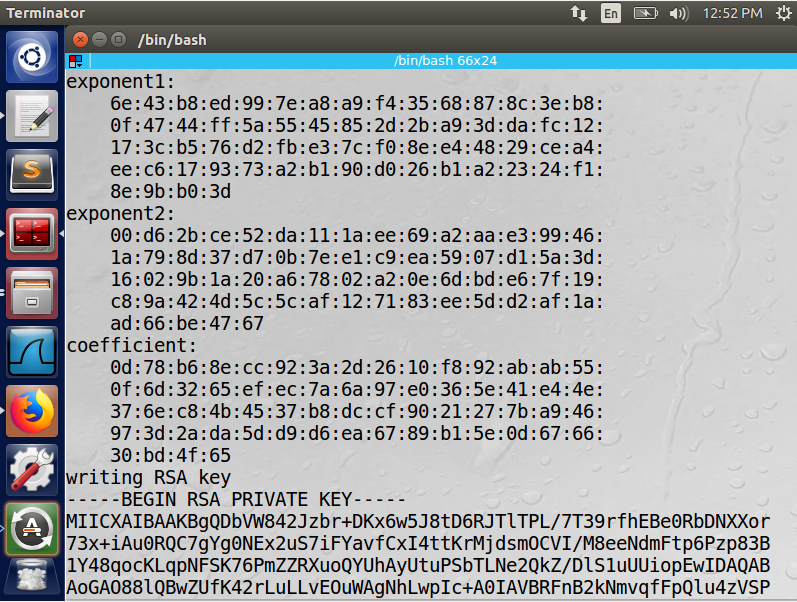 Terminator
En
12:52 PM
/bin/bash
/bin/bash 66x24
exponent1:
6e:43:b8:ed:99:7e:a8:a9:f4:35:68:87:8c:3e:b8:
0f:47:44:ff:5a:55:45:85:2d:2b:a9:3d:da:fc:12:
17:3c:b5:76:d2:fb:e3:7c:f0:8e:e4:48:29:ce:a4:
ee:c6:17:93:73:a2:b1:90:d0:26:b1:a2:23:24:f1:
8e:9b:b0:3d
exponent2:
00:d6:2b:ce:52:da:11:1a:ee:69:a2:aa:e3:99:46:
1a:79:8d:37:d7:0b:7e:e1:c9:ea:59:07:d1:5a:3d:
16:02:9b:1a:20:a6:78:02:a2:0e:6d:bd:e6:7f:19:
c8:9a:42:4d:5c:5c:af:12:71:83:ee:5d:d2:af:1a:
ad:66:be:47:67
coefficient:
0d:78:b6:8e:cc:92:3a:2d:26:10:f8:92:ab:ab:55:
0f:6d:32:65:ef:ec:7a:6a:97:e0:36:5e:41:e4:4e:
37:6e:c8:4b:45:37:b8:dc:cf:90:21:27:7b:a9:46:
97:3d:2a:da:5d:d9:d6:ea:67:89:b1:5e:0d:67:66:
30:bd:4f:65
writing RSA key
-----BEGIN RSA PRIVATE KEY-----
MIICXAIBAAKBgQDbVW842Jzbr+DKx6w5J8tD6RJTlTPL/7T39rfhEBe0RbDNXXor
73x+iAu0RQC7gYg0NEx2uS7iFYavfCxI4ttKrMjdsmOCVI/M8eeNdmFtp6Pzp83B
1Y48qocKLqpNFSK76PmZZRXuoQYUhAyUtuPSbTLNe2QkZ/DlS1uUUiopEwIDAQAB
AoGAO88lQBwZUfK42rLuLLvEOuWAgNhLwpIc+A0IAVBRFnB2kNmvqfFpQlu4zVSP